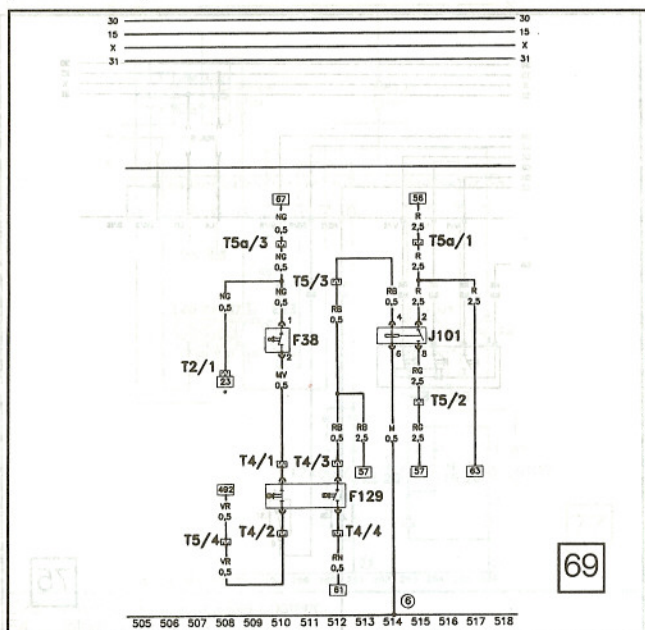 30 30
15 15
X X
31 31
67 56
NG R
0,5 2,5
T5a/3 T5a/1
NG R
0,5 2,5
T5/3
NG NG RB R R
0,5 0,5 RB 0,5 2,5 2,5
0,5
1 4 2
F38 J101
2 6 8
T2/1 MV RG
23 0,5 2,5
T5/2
RB RB M RG
0,5 2,5 0,5 2,5
T4/1 T4/3 57 57 63
492 F129
VR
0,5 T4/2 T4/4
T5/4
VR RN
0,5 0,5
61
69
6
505 506 507 508 509 510 511 512 513 514 515 516 517 518